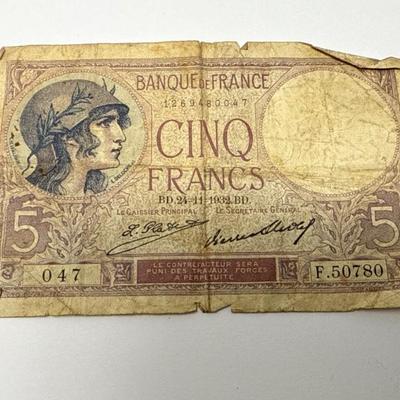 BANQUE DE FRANCE
1269480047
CINQ
FRANCS
BD.24-11-1932.BD.
LE CAISSIER PRINCIPAL LE SECRÉTAIRE GÉNÉRAL
5 5
047 F.50780
LE CONTREFACTEUR SERA
PUNI DES TRAVAUX FORCÉS
A PERPÉTUITÉ